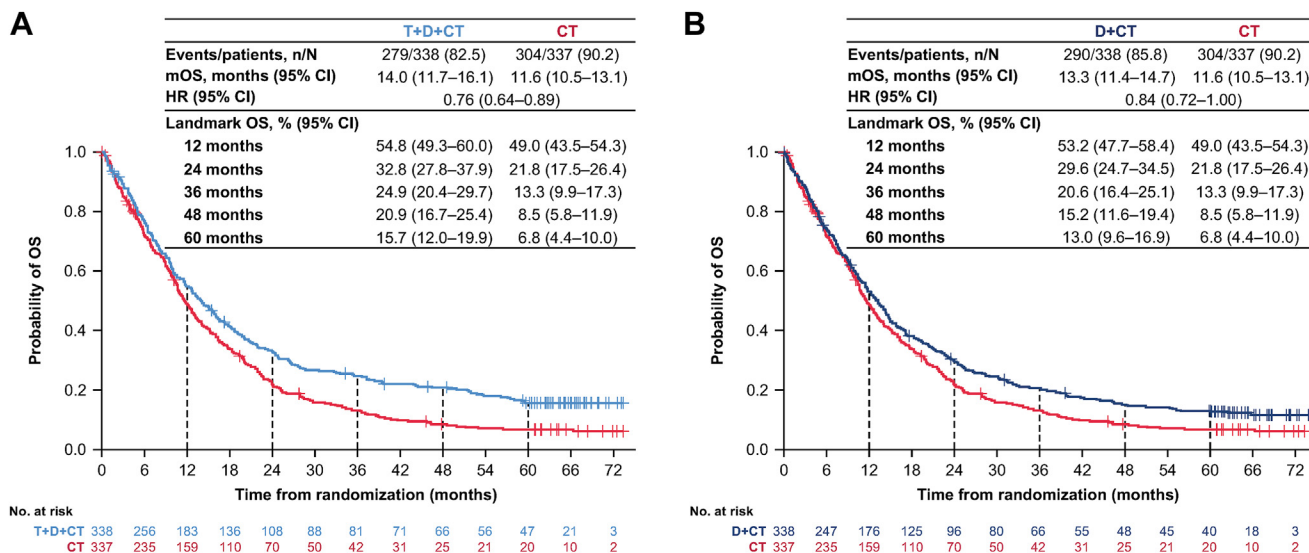 A
T+D+CT CT
Events/patients, n/N 279/338 (82.5) 304/337 (90.2)
mOS, months (95% CI) 14.0 (11.7–16.1) 11.6 (10.5–13.1)
HR (95% CI) 0.76 (0.64–0.89)
Landmark OS, % (95% CI)
12 months 54.8 (49.3–60.0) 49.0 (43.5–54.3)
24 months 32.8 (27.8–37.9) 21.8 (17.5–26.4)
36 months 24.9 (20.4–29.7) 13.3 (9.9–17.3)
48 months 20.9 (16.7–25.4) 8.5 (5.8–11.9)
60 months 15.7 (12.0–19.9) 6.8 (4.4–10.0)
Probability of OS
1.0
0.8
0.6
0.4
0.2
0.0
0 6 12 18 24 30 36 42 48 54 60 66 72
Time from randomization (months)
No. at risk
T+D+CT 338 256 183 136 108 88 81 71 66 56 47 21 3
CT 337 235 159 110 70 50 42 31 25 21 20 10 2
B
D+CT CT
Events/patients, n/N 290/338 (85.8) 304/337 (90.2)
mOS, months (95% CI) 13.3 (11.4–14.7) 11.6 (10.5–13.1)
HR (95% CI) 0.84 (0.72–1.00)
Landmark OS, % (95% CI)
12 months 53.2 (47.7–58.4) 49.0 (43.5–54.3)
24 months 29.6 (24.7–34.5) 21.8 (17.5–26.4)
36 months 20.6 (16.4–25.1) 13.3 (9.9–17.3)
48 months 15.2 (11.6–19.4) 8.5 (5.8–11.9)
60 months 13.0 (9.6–16.9) 6.8 (4.4–10.0)
Probability of OS
1.0
0.8
0.6
0.4
0.2
0.0
0 6 12 18 24 30 36 42 48 54 60 66 72
Time from randomization (months)
No. at risk
D+CT 338 247 176 125 96 80 66 55 48 45 40 18 3
CT 337 235 159 110 70 50 42 31 25 21 20 10 2